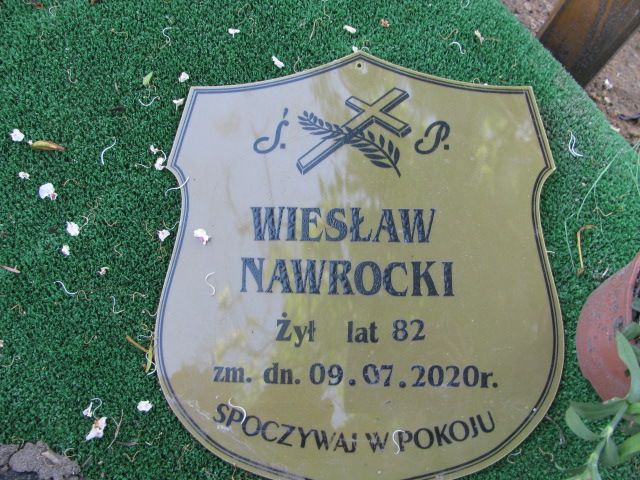 Ś. P.
WIESŁAW
NAWROCKI
Żył lat 82
zm. dn. 09.07.2020r.
SPOCZYWAJ W POKOJU